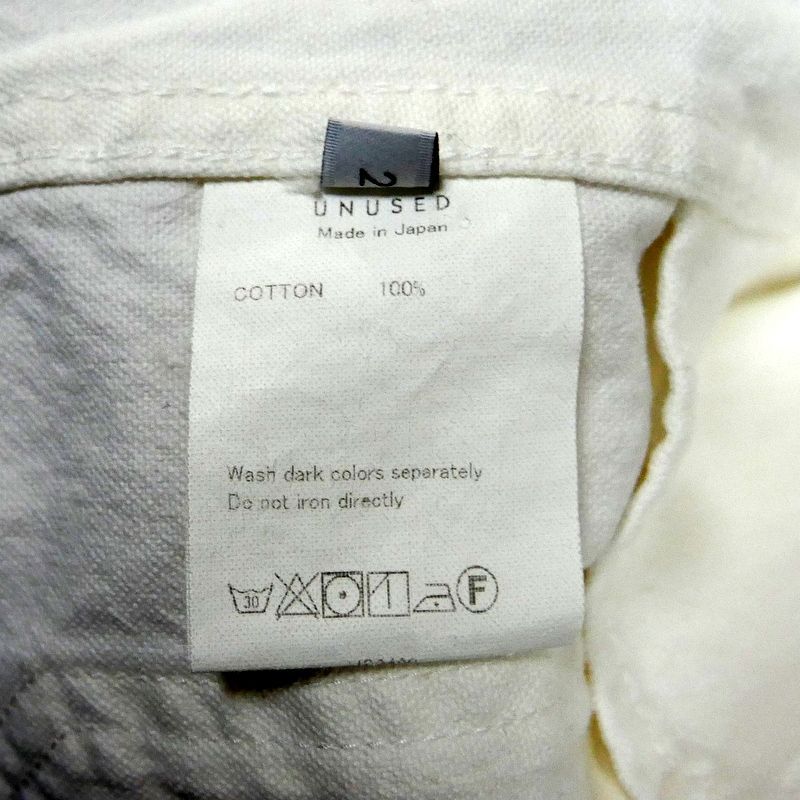 2
UNUSED
Made in Japan
COTTON 100%
Wash dark colors separately
Do not iron directly
30 F